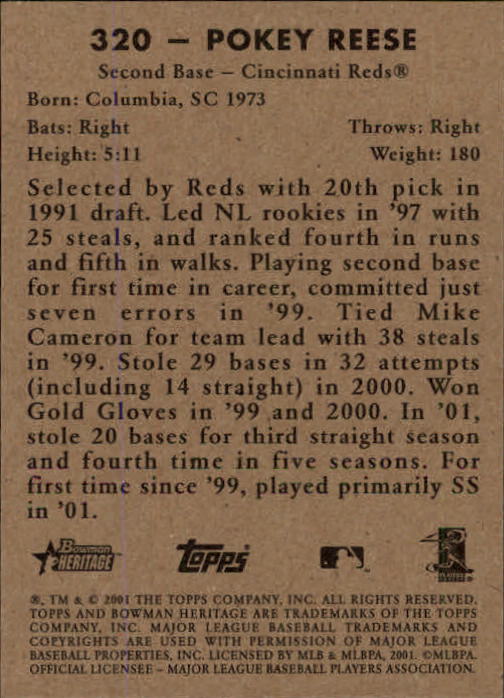 320 – POKEY REESE
Second Base – Cincinnati Reds®
Born: Columbia, SC 1973
Bats: Right Throws: Right
Height: 5:11 Weight: 180
Selected by Reds with 20th pick in
1991 draft. Led NL rookies in '97 with
25 steals, and ranked fourth in runs
and fifth in walks. Playing second base
for first time in career, committed just
seven errors in '99. Tied Mike
Cameron for team lead with 38 steals
in '99. Stole 29 bases in 32 attempts
(including 14 straight) in 2000. Won
Gold Gloves in '99 and 2000. In '01,
stole 20 bases for third straight season
and fourth time in five seasons. For
first time since '99, played primarily SS
in '01.
Bowman
HERITAGE Topps
®, TM & © 2001 THE TOPPS COMPANY, INC. ALL RIGHTS RESERVED.
TOPPS AND BOWMAN HERITAGE ARE TRADEMARKS OF THE TOPPS
COMPANY, INC. MAJOR LEAGUE BASEBALL TRADEMARKS AND
COPYRIGHTS ARE USED WITH PERMISSION OF MAJOR LEAGUE
BASEBALL PROPERTIES, INC. LICENSED BY MLB & MLBPA, 2001. ©MLBPA.
OFFICIAL LICENSEE – MAJOR LEAGUE BASEBALL PLAYERS ASSOCIATION.